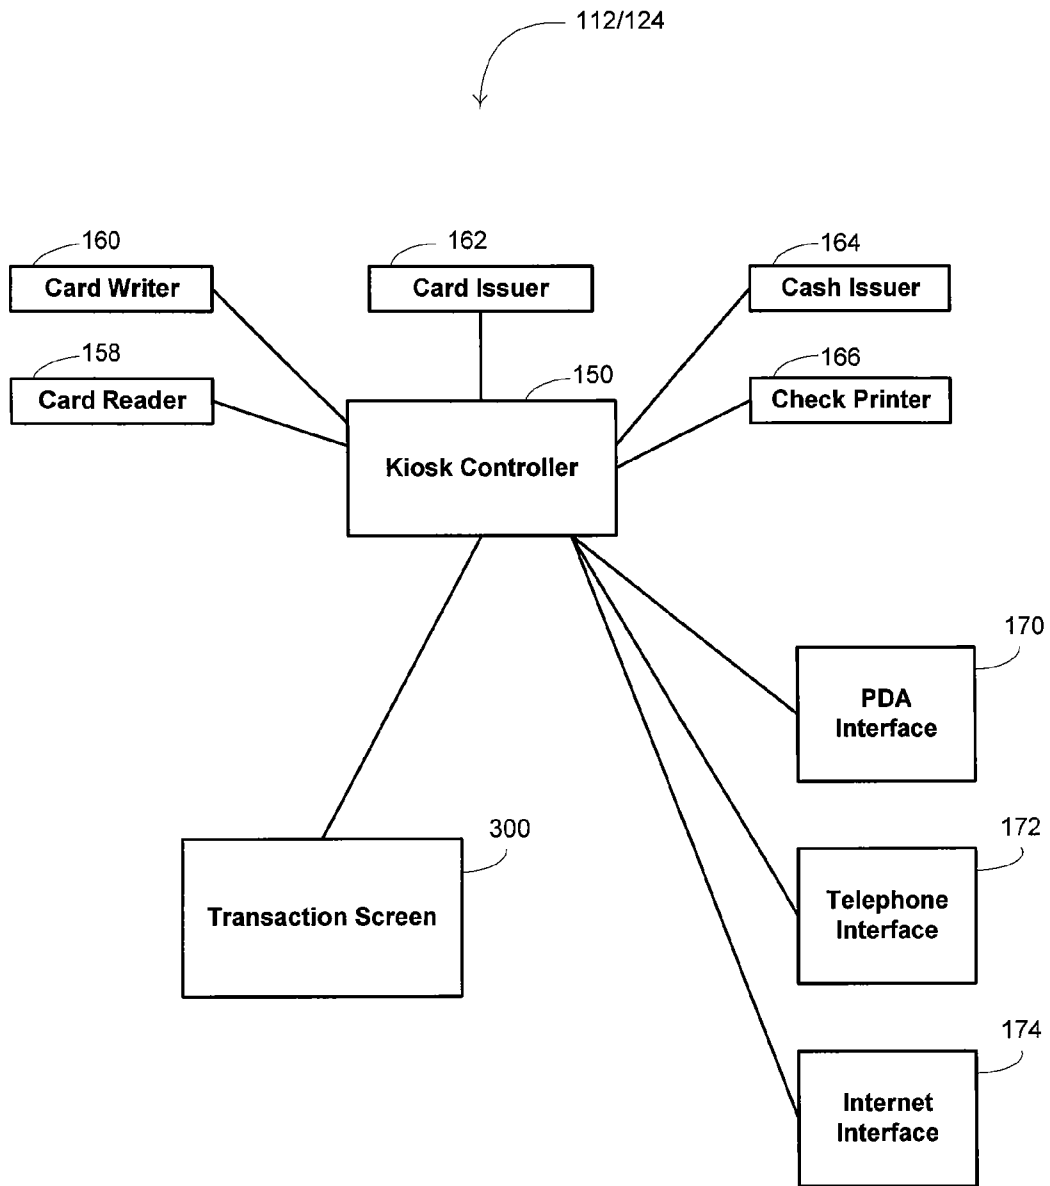 112/124
160
162
164
Card Writer
Card Issuer
Cash Issuer
158
150
166
Card Reader
Check Printer
Kiosk Controller
170
PDA
Interface
300
172
Transaction Screen
Telephone
Interface
174
Internet
Interface